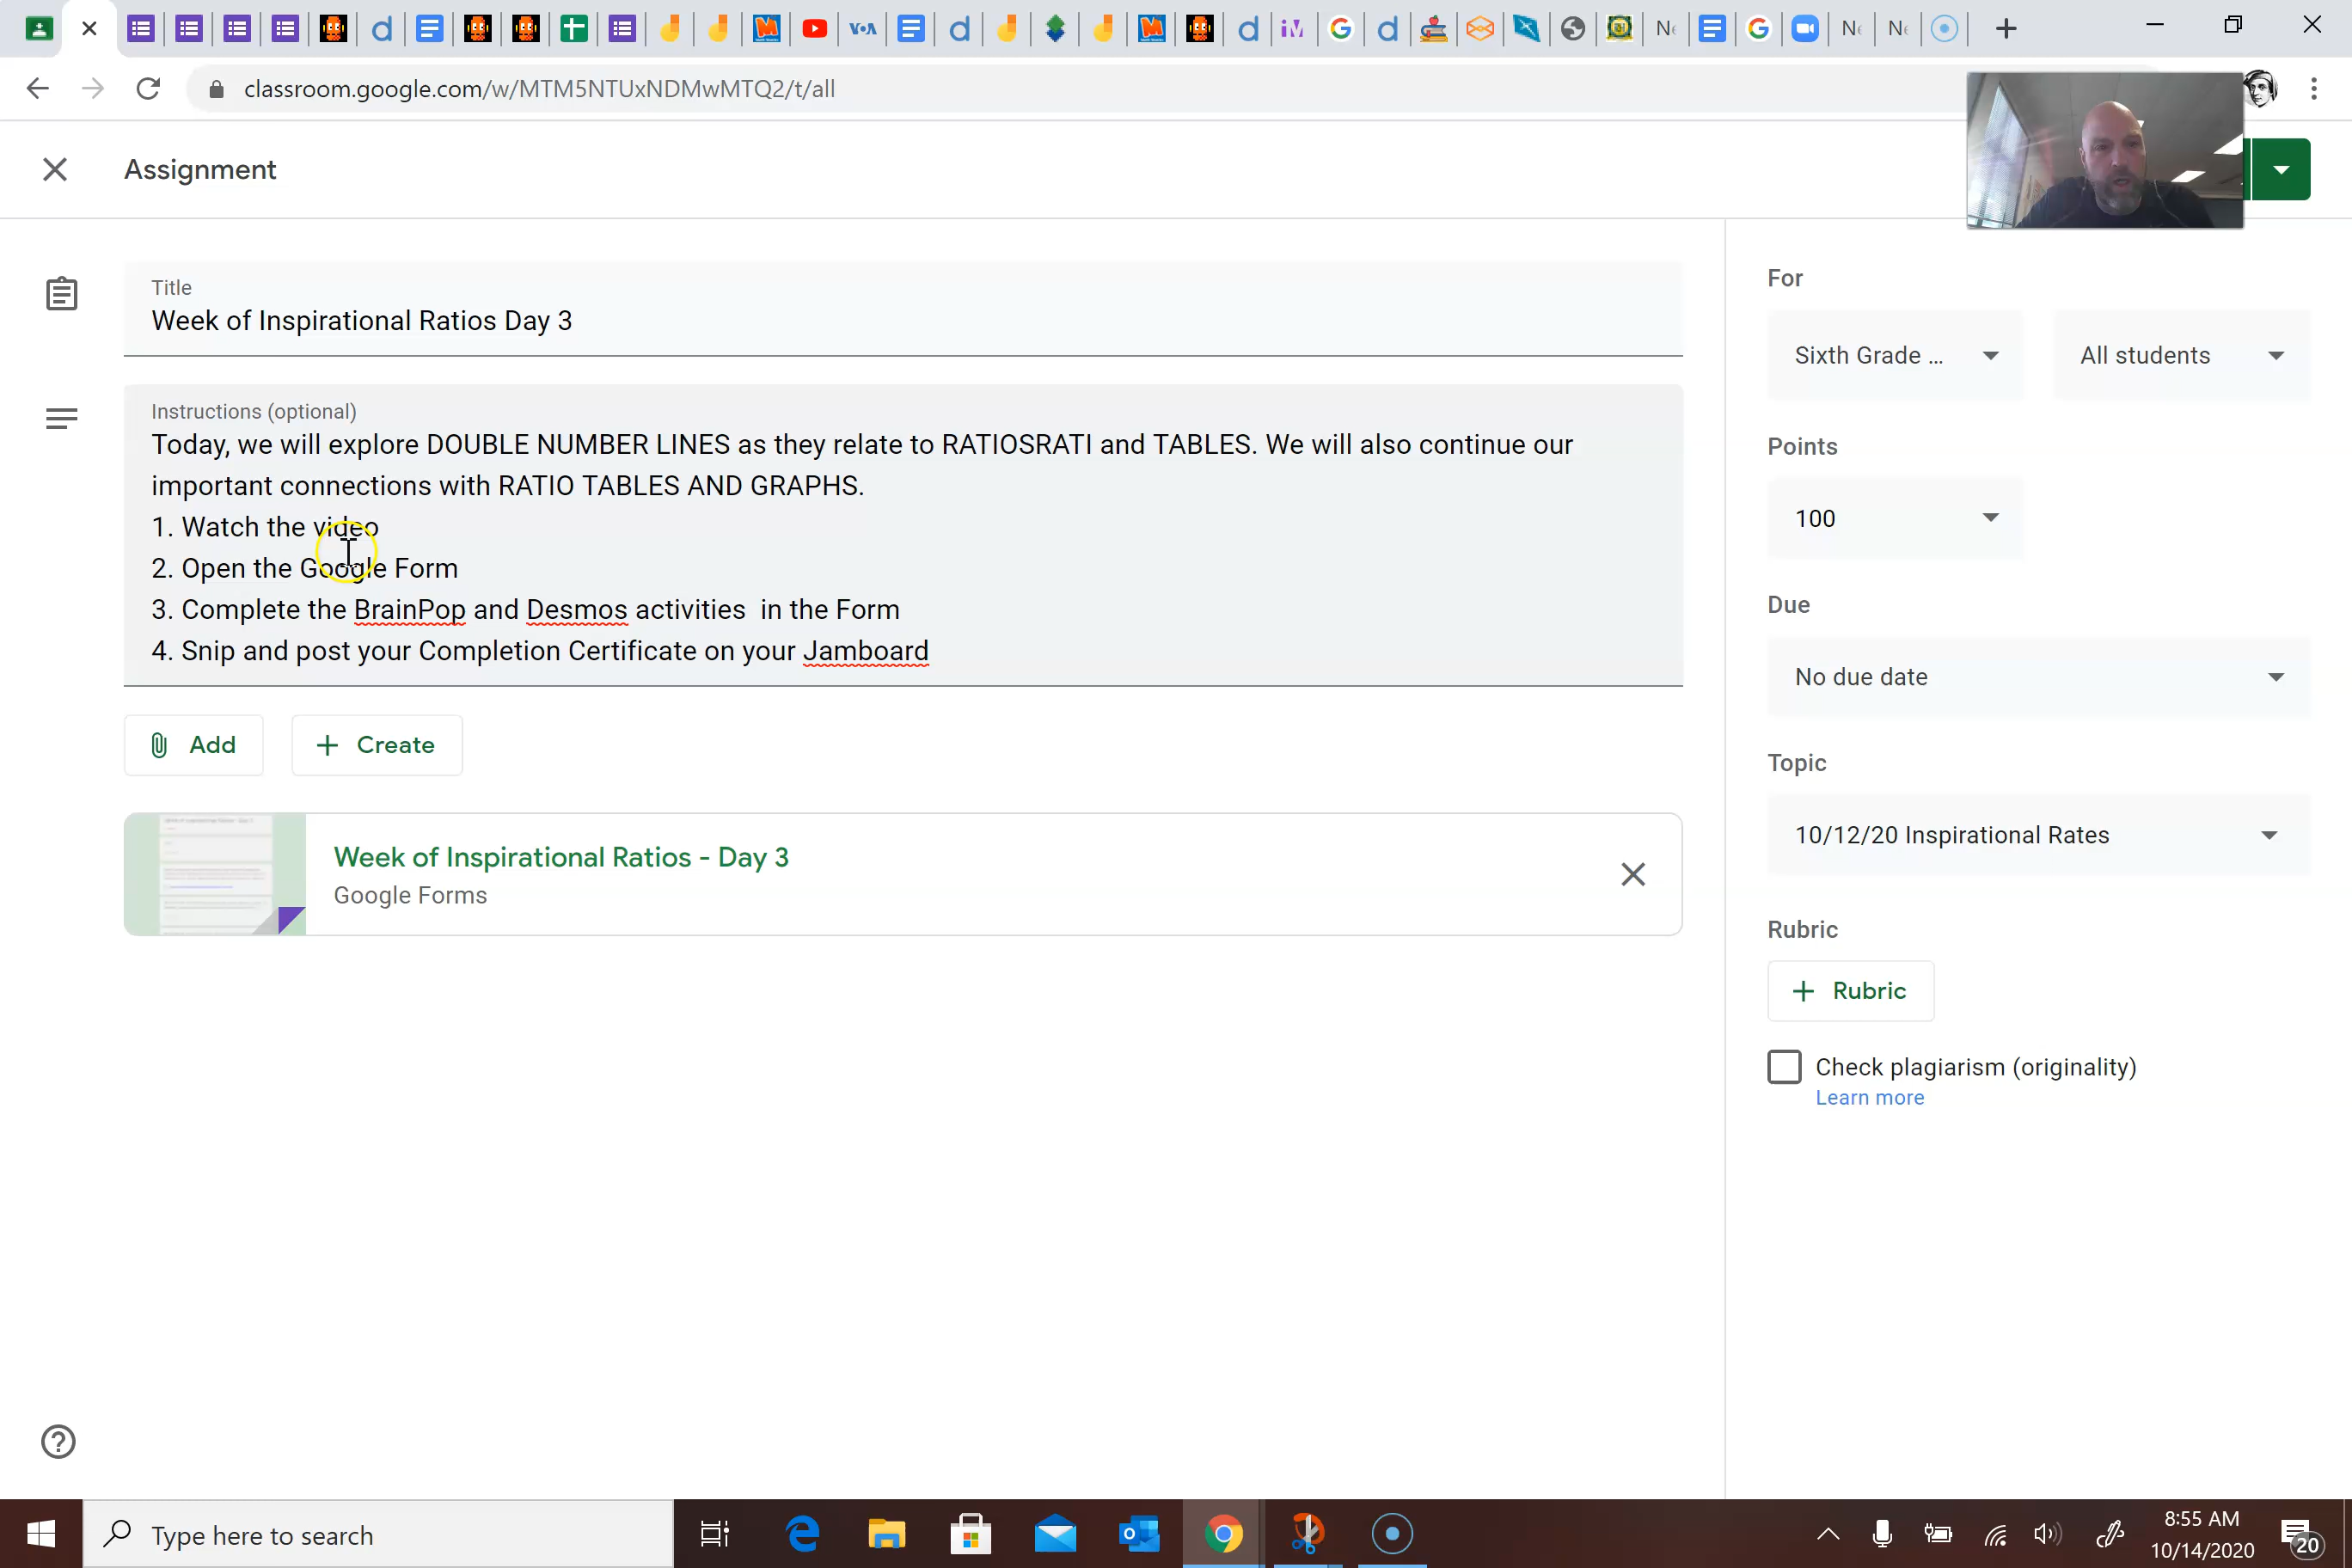 VOA
iM
Ne
Ne
Ne
classroom.google.com/w/MTM5NTUxNDMwMTQ2/t/all
Assignment
Title
Week of Inspirational Ratios Day 3
Instructions (optional)
Today, we will explore DOUBLE NUMBER LINES as they relate to RATIOSRATI and TABLES. We will also continue our
important connections with RATIO TABLES AND GRAPHS.
1. Watch the video
2. Open the Google Form
3. Complete the BrainPop and Desmos activities  in the Form
4. Snip and post your Completion Certificate on your Jamboard
Add
Create
Week of Inspirational Ratios - Day 3
Google Forms
For
Sixth Grade ...
All students
Points
100
Due
No due date
Topic
10/12/20 Inspirational Rates
Rubric
Rubric
Check plagiarism (originality)
Learn more
Type here to search
8:55 AM
10/14/2020
20